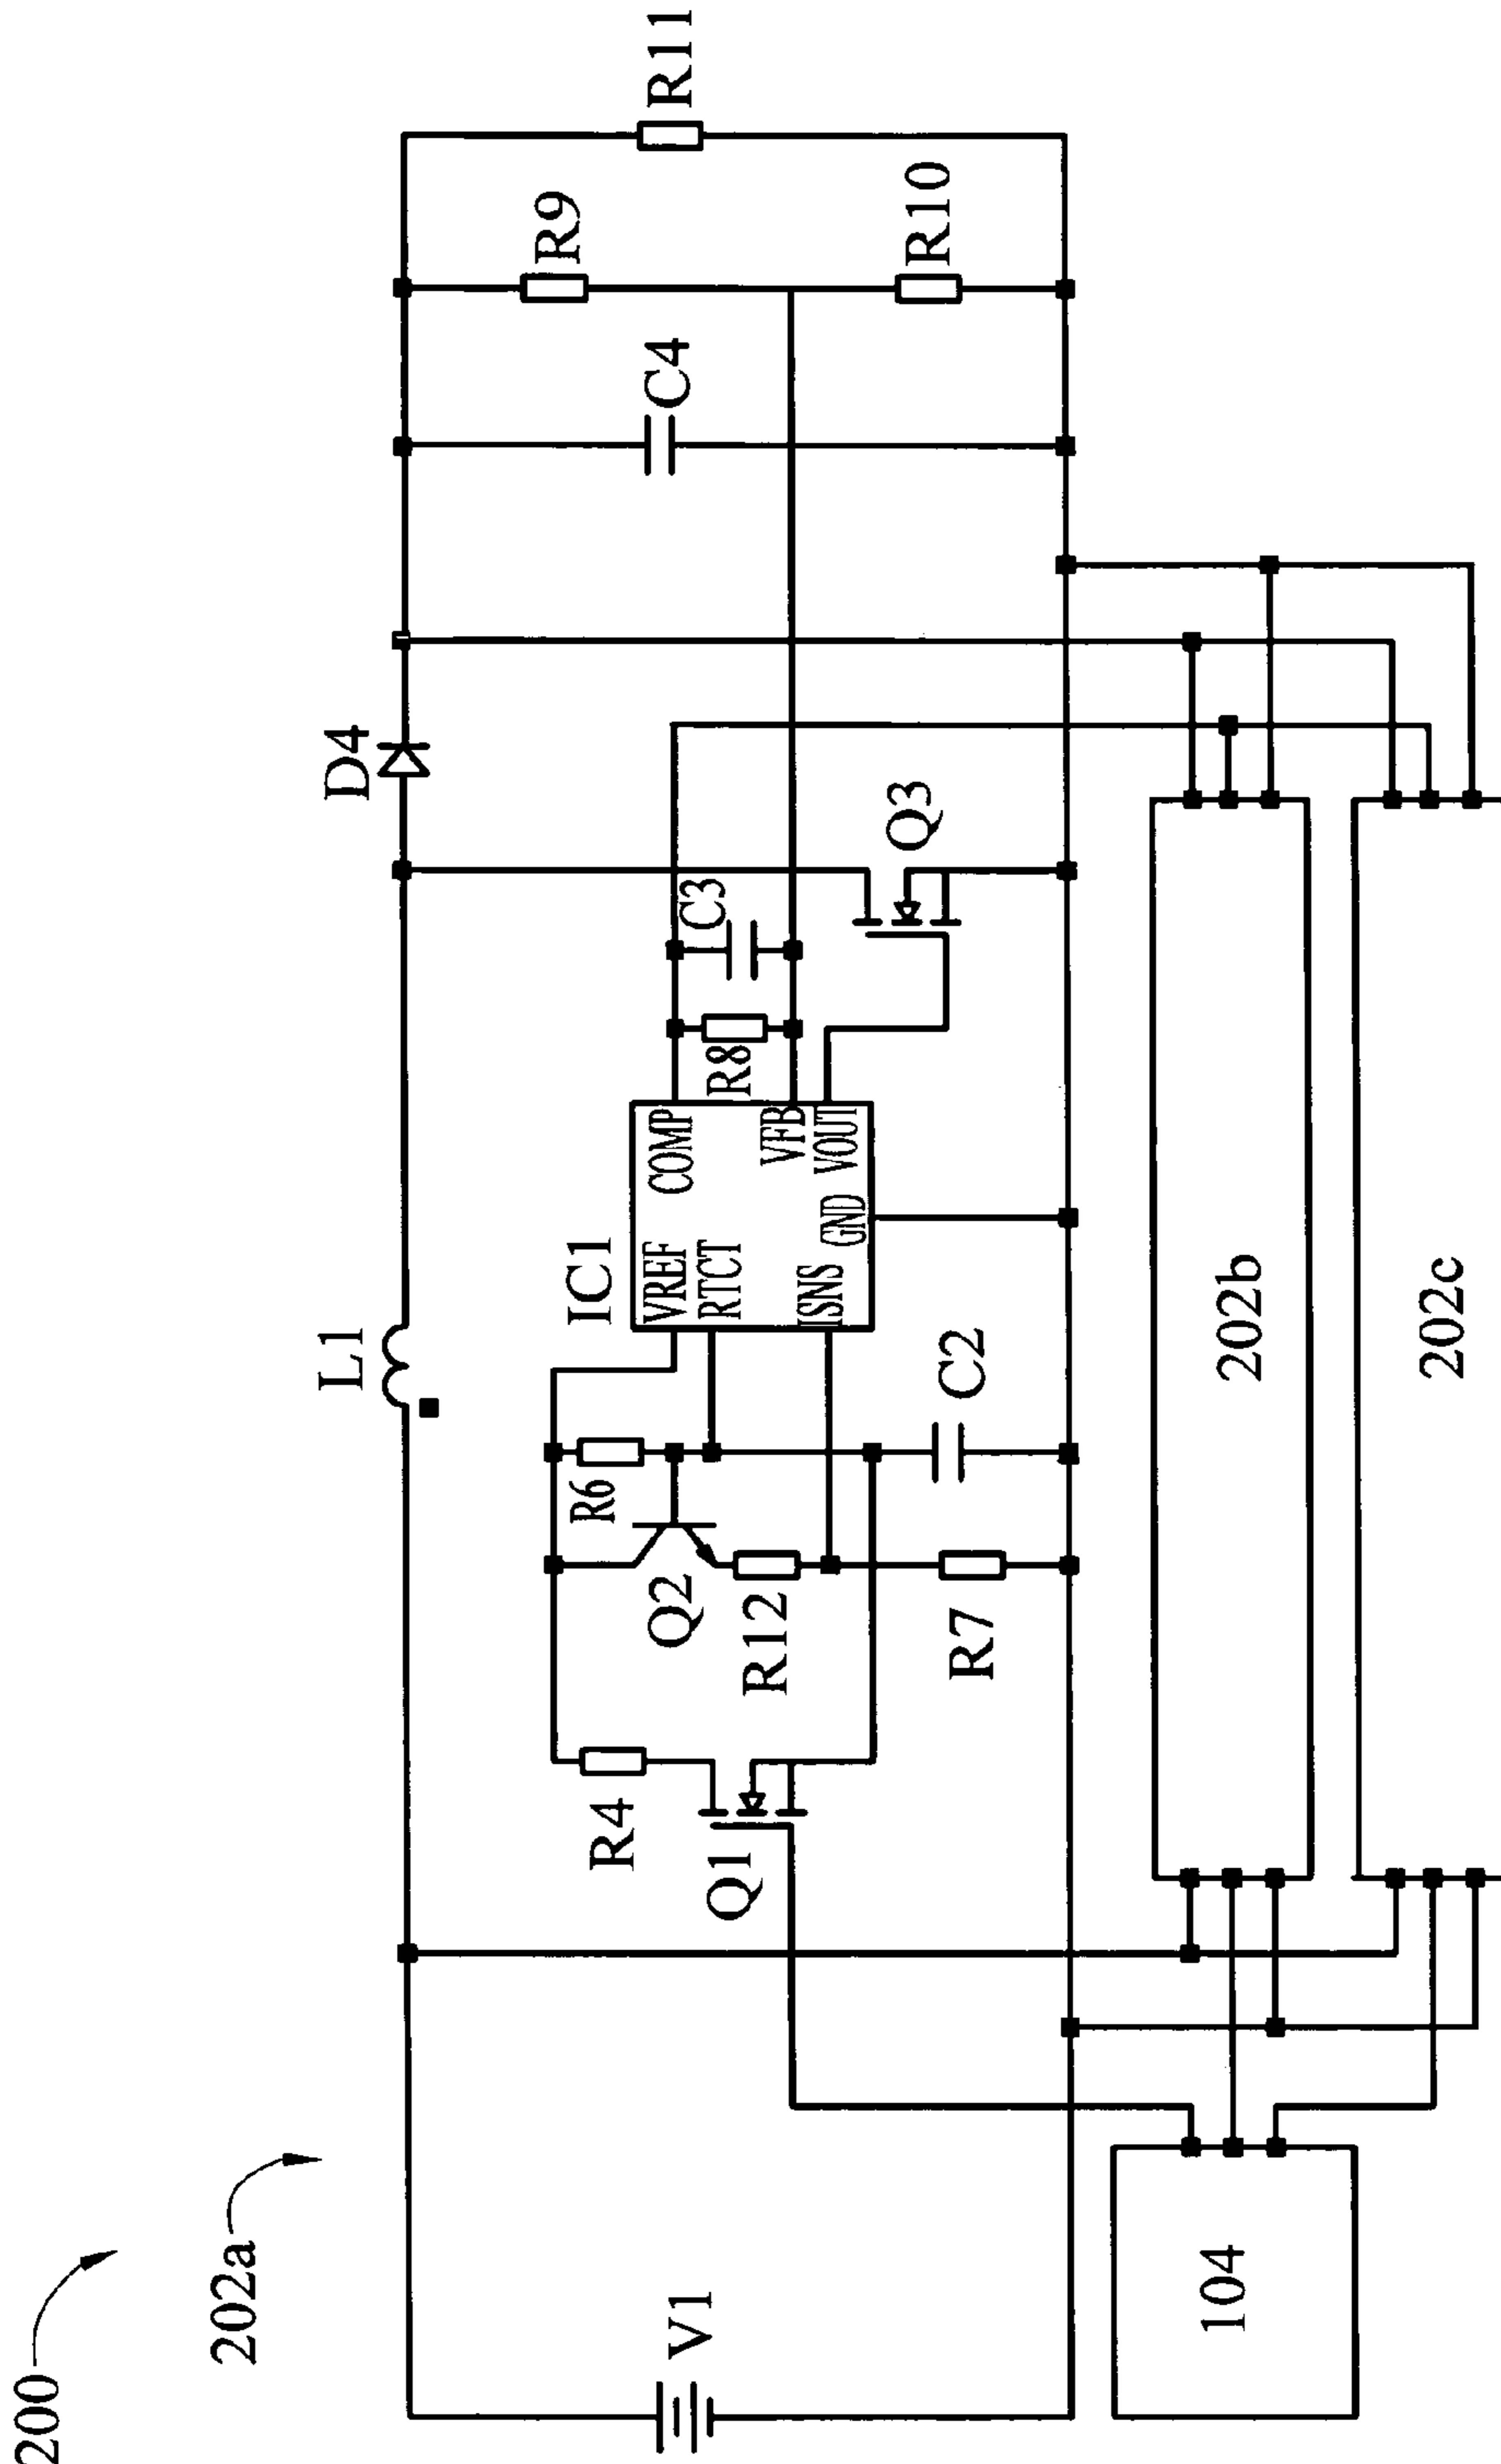 200
202a
L1
D4
R11
R9
C4
R10
IC1
VREF
COMP
RTCT
R8
C3
VFB
VOUT
ISNS
GND
Q3
R6
Q2
R12
C2
R7
R4
Q1
V1
104
202b
202c